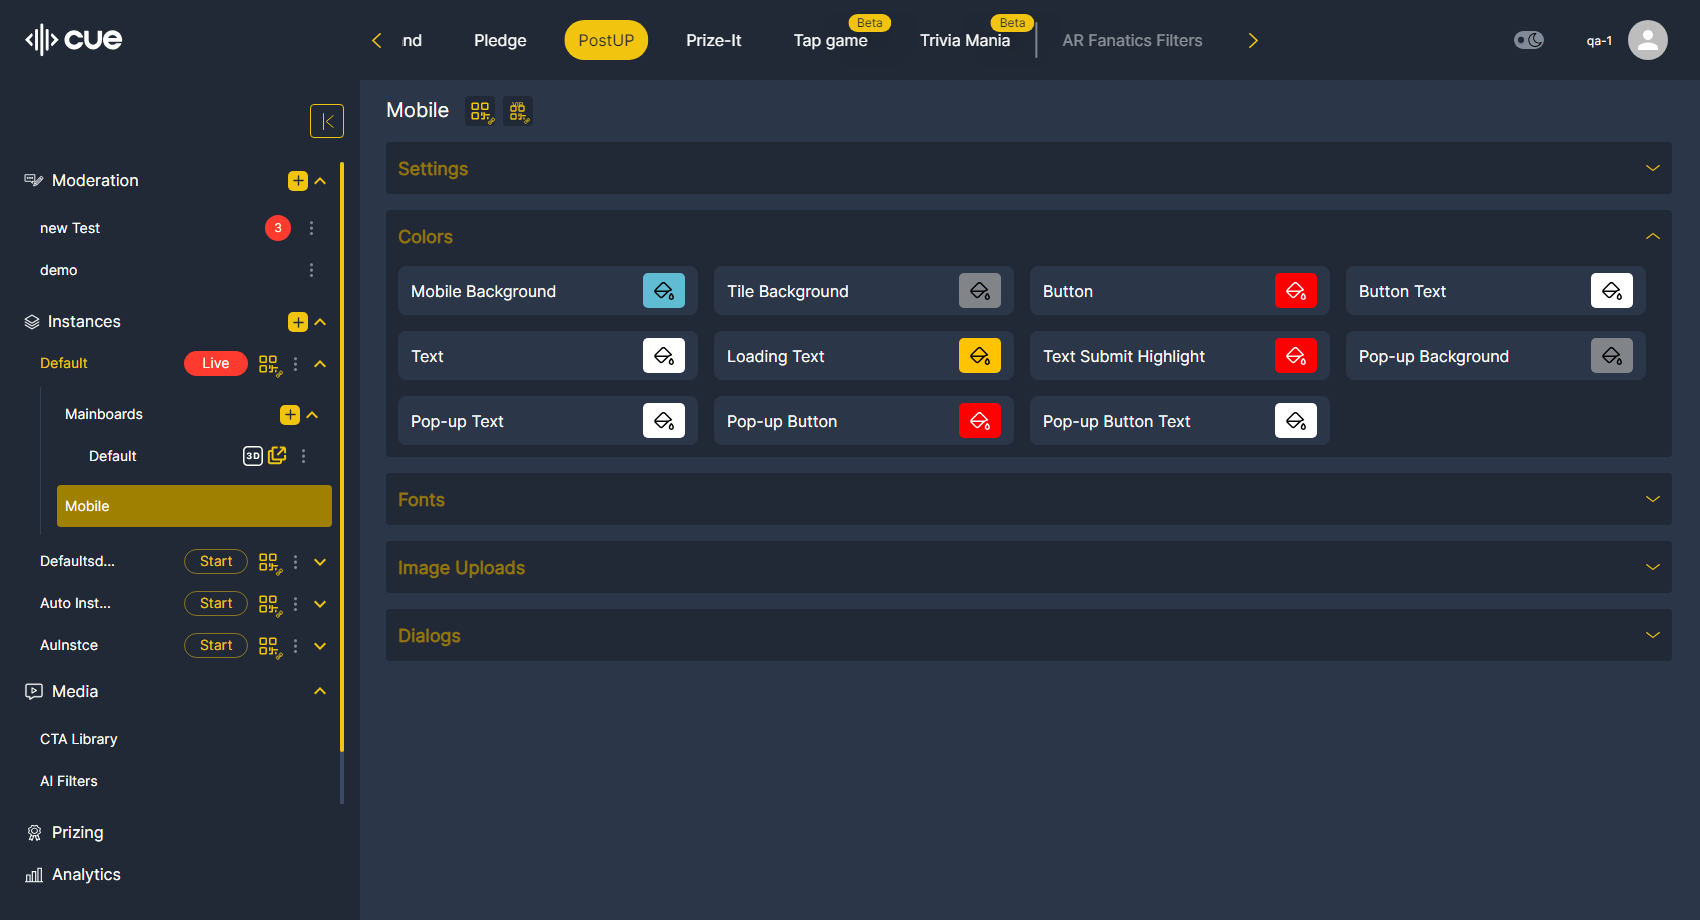 cue
nd
Pledge
PostUP
Prize-It
Tap game
Beta
Trivia Mania
Beta
AR Fanatics Filters
qa-1
Moderation
new Test
3
demo
Instances
Default
Live
Mainboards
Default
3D
Mobile
Defaultsd...
Start
Auto Inst...
Start
AuInstce
Start
Media
CTA Library
AI Filters
Prizing
Analytics
Mobile
Settings
Colors
Mobile Background
Tile Background
Button
Button Text
Text
Loading Text
Text Submit Highlight
Pop-up Background
Pop-up Text
Pop-up Button
Pop-up Button Text
Fonts
Image Uploads
Dialogs